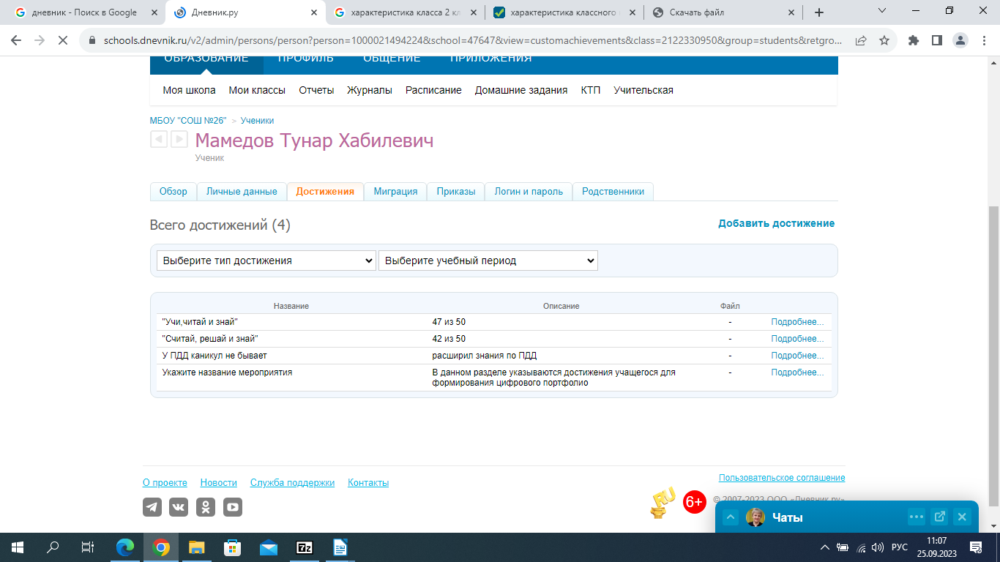 дневник - Поиск в Google
Дневник.ру
характеристика класса 2 кл
характеристика классного
Скачать файл
schools.dnevnik.ru/v2/admin/persons/person?person=1000021494224&school=47647&view=customachievements&class=2122330950&group=students&retgro...
ОБРАЗОВАНИЕ ПРОФИЛЬ ОБЩЕНИЕ ПРИЛОЖЕНИЯ
Моя школа Мои классы Отчеты Журналы Расписание Домашние задания КТП Учительская
МБОУ "СОШ №26" > Ученики
Мамедов Тунар Хабилевич
Ученик
Обзор Личные данные Достижения Миграция Приказы Логин и пароль Родственники
Всего достижений (4) Добавить достижение
Выберите тип достижения Выберите учебный период
Название Описание Файл
"Учи,читай и знай" 47 из 50 - Подробнее...
"Считай, решай и знай" 42 из 50 - Подробнее...
У ПДД каникул не бывает расширил знания по ПДД - Подробнее...
Укажите название мероприятия В данном разделе указываются достижения учащегося для - Подробнее...
формирования цифрового портфолио
О проекте Новости Служба поддержки Контакты Пользовательское соглашение
RU 6+ © 2007-2023 ООО «Дневник.ру»
Чаты
7z РУС 11:07
25.09.2023